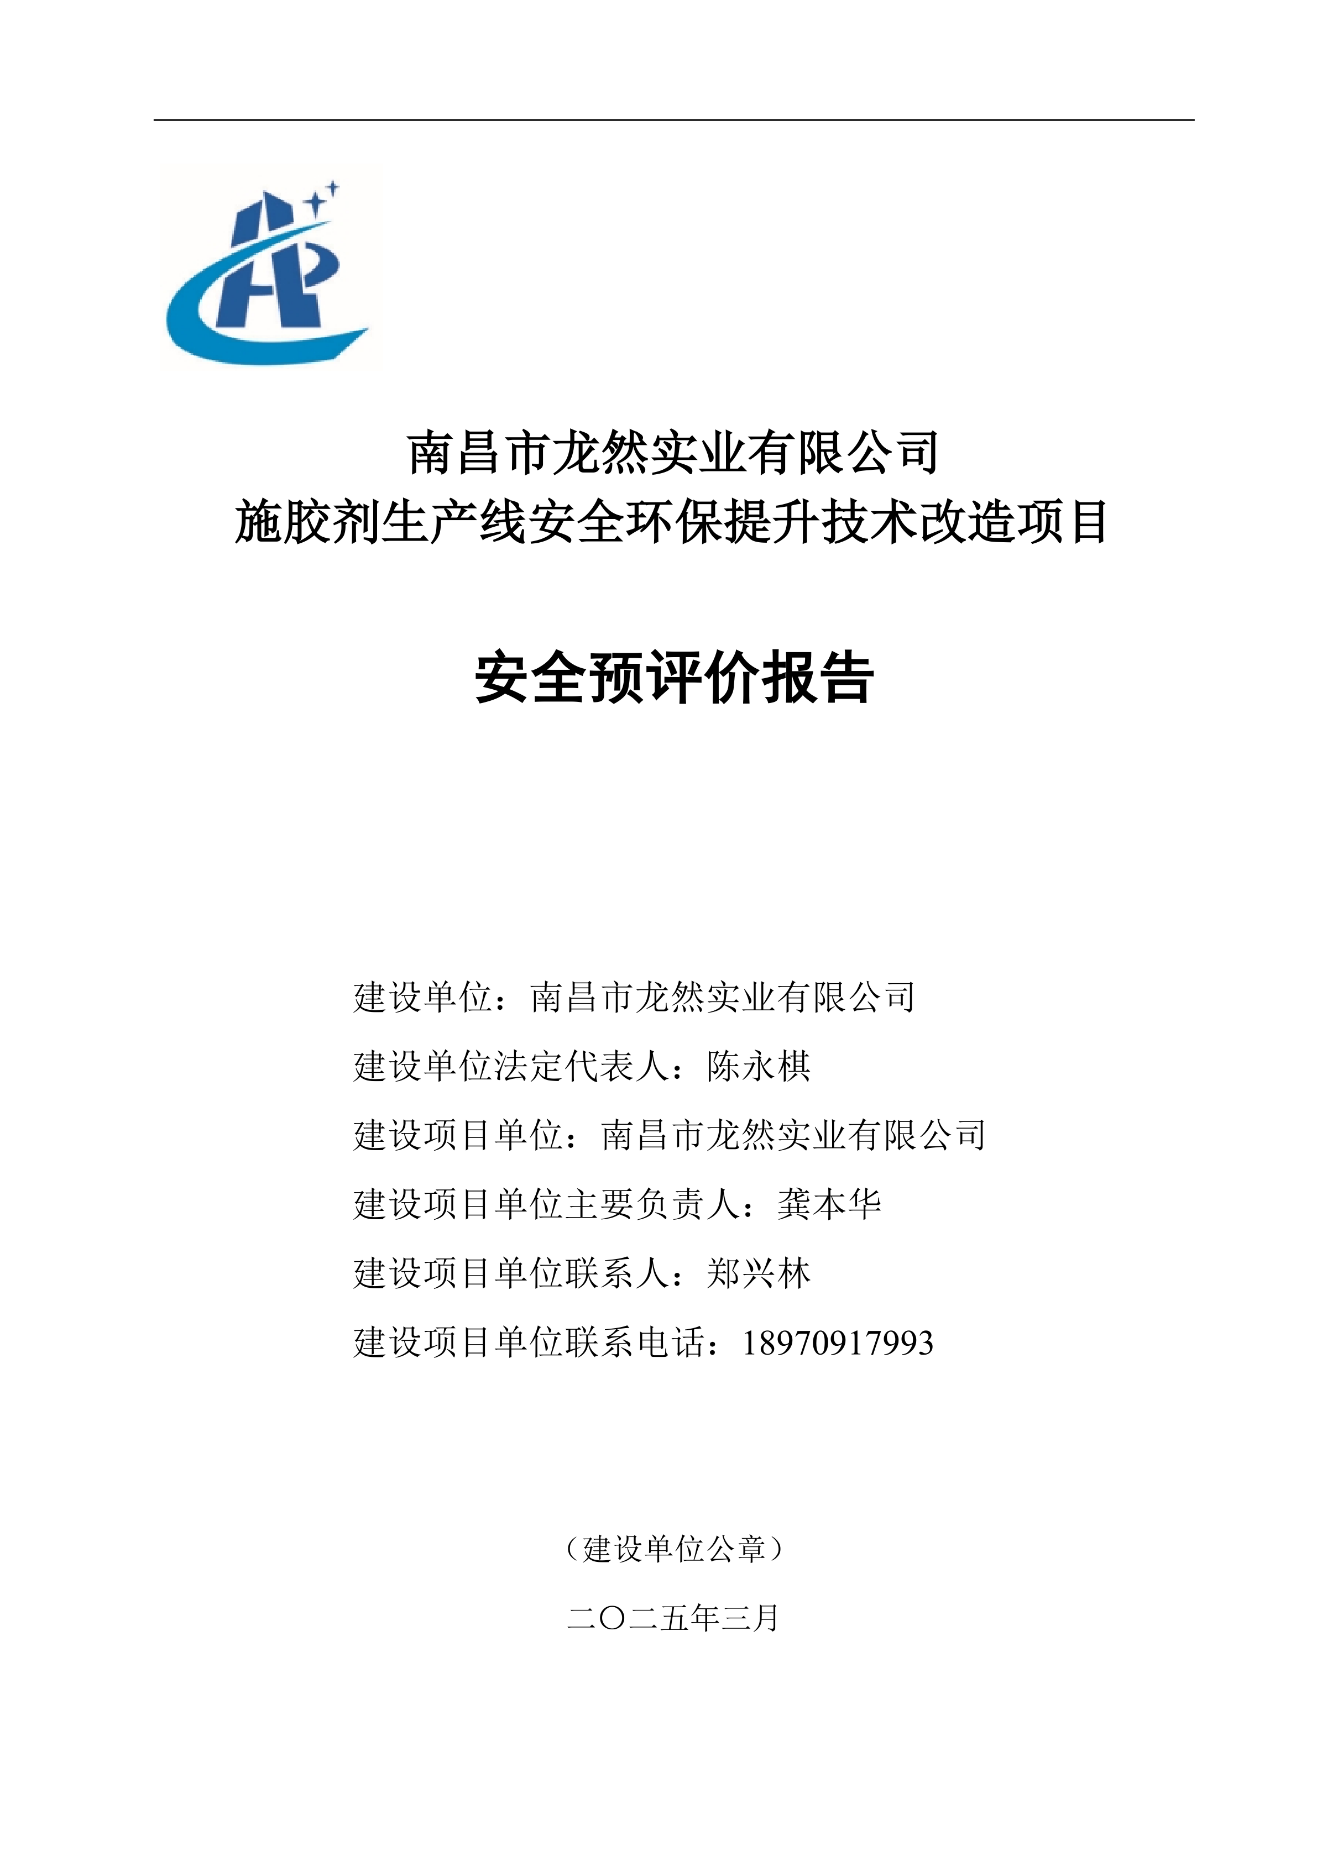 南昌市龙然实业有限公司
施胶剂生产线安全环保提升技术改造项目
安全预评价报告
建设单位：南昌市龙然实业有限公司
建设单位法定代表人：陈永棋
建设项目单位：南昌市龙然实业有限公司
建设项目单位主要负责人：龚本华
建设项目单位联系人：郑兴林
建设项目单位联系电话：18970917993
（建设单位公章）
二〇二五年三月